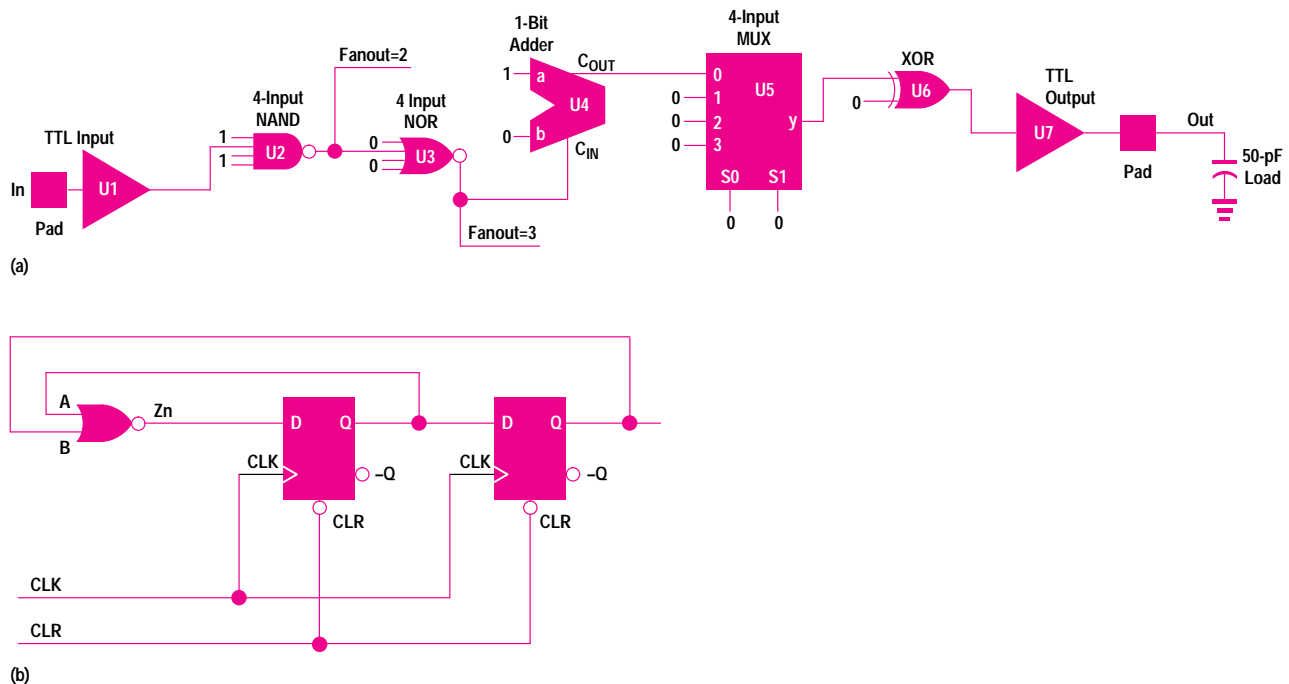 1-Bit
Adder
4-Input
MUX
Fanout=2
COUT
XOR
4-Input
NAND
4 Input
NOR
TTL Input
TTL
Output
1
a
U4
0
b
CIN
0
1
2
3
U5
y
0
0
0
S0
S1
0
0
U6
0
U7
Out
50-pF
Load
Pad
1
1
U2
0
0
0
U3
In
U1
Pad
Fanout=3
(a)
A
B
Zn
D
Q
CLK
–Q
CLR
D
Q
CLK
–Q
CLR
CLK
CLR
(b)